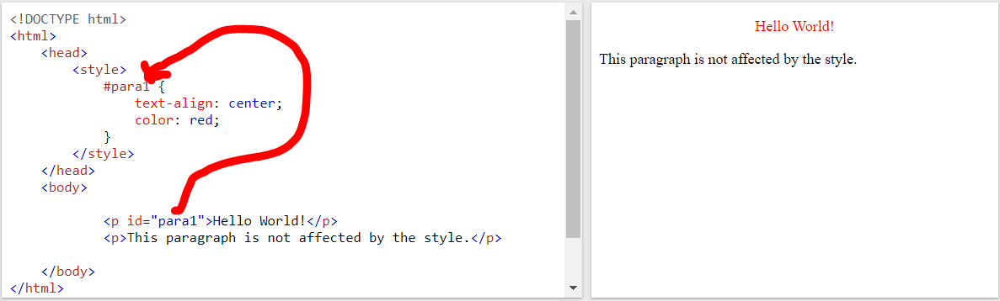 <!DOCTYPE html>
<html>
<head>
<style>
#para1 {
text-align: center;
color: red;
}
</style>
</head>
<body>
<p id="para1">Hello World!</p>
<p>This paragraph is not affected by the style.</p>
</body>
</html>
Hello World!
This paragraph is not affected by the style.